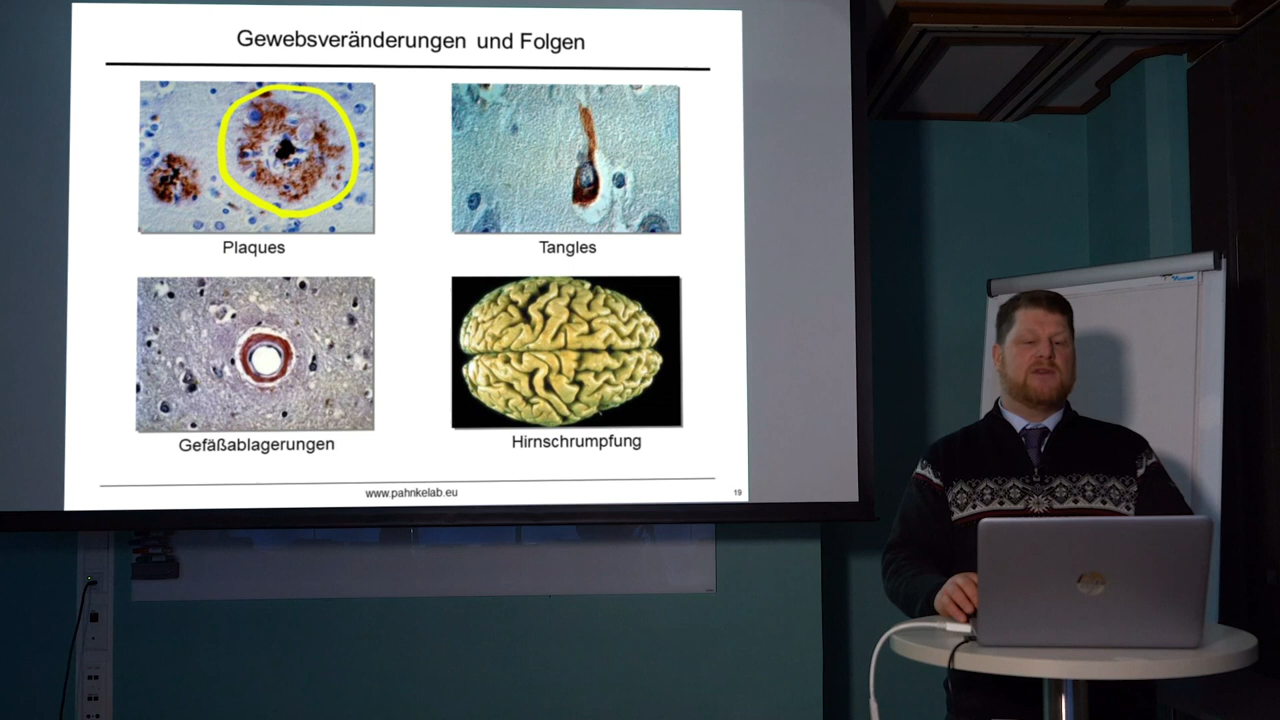 Gewebsveränderungen und Folgen
Plaques
Tangles
Gefäßablagerungen
Hirnschrumpfung
www.pahnkelab.eu
19